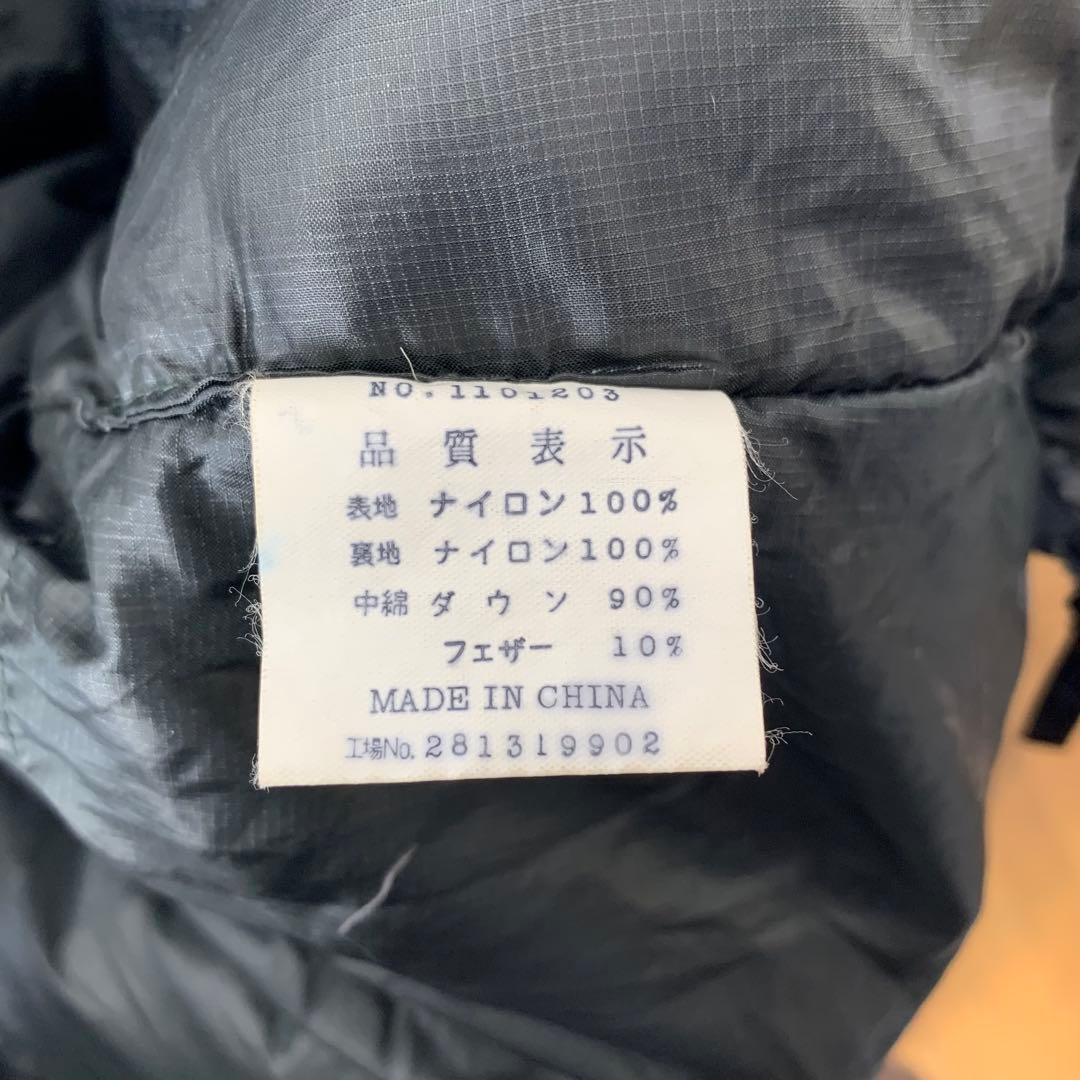 NO.1101203
品質表示
表地 ナイロン100%
裏地 ナイロン100%
中綿 ダウン 90%
フェザー 10%
MADE IN CHINA
工場No.281319902